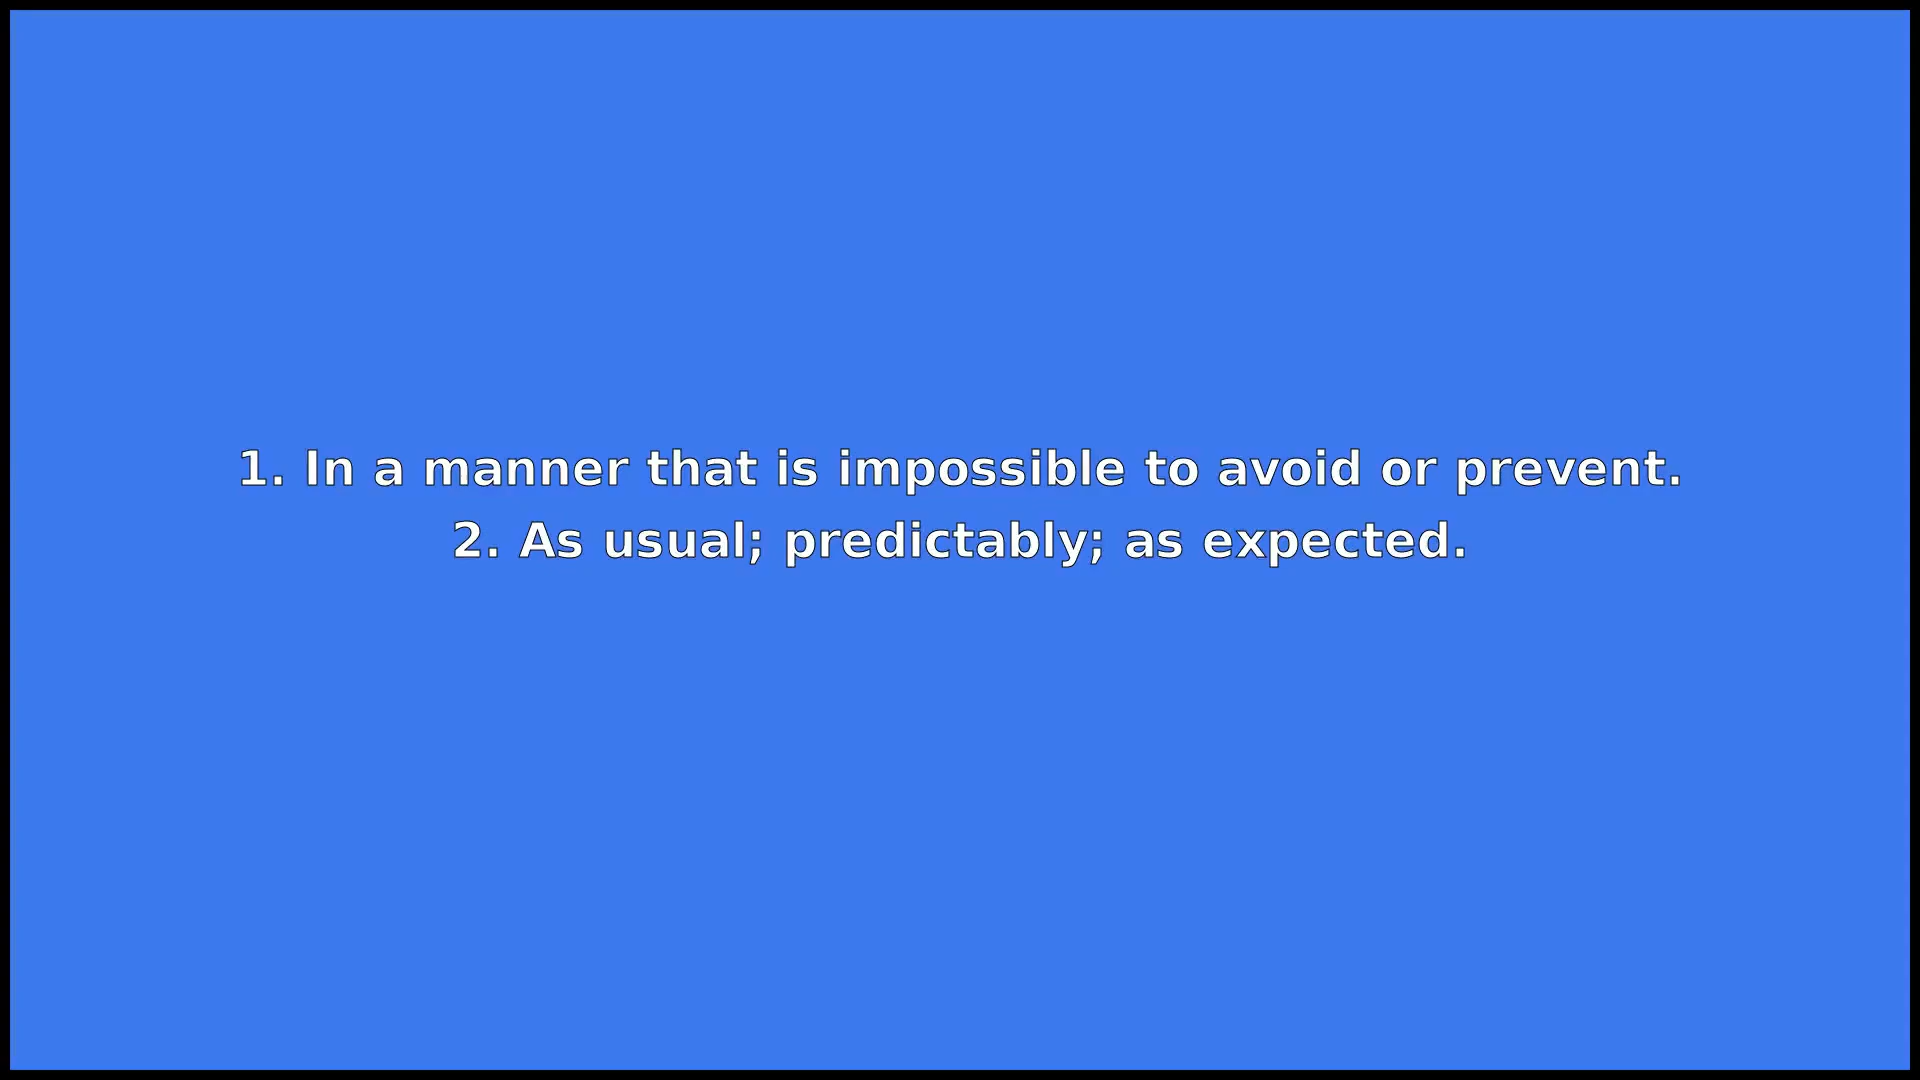 1. In a manner that is impossible to avoid or prevent.
2. As usual; predictably; as expected.